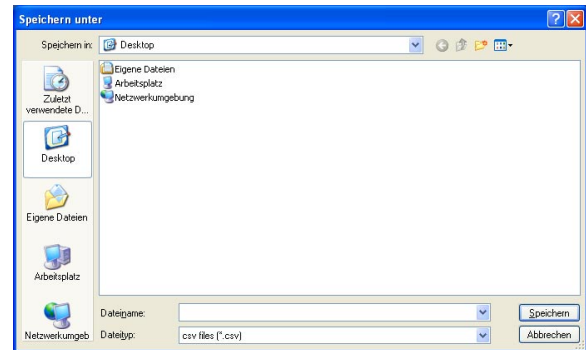 Speichern unter
Speichern in:
Desktop
Eigene Dateien
Arbeitsplatz
Netzwerkumgebung
Zuletzt
verwendete D...
Desktop
Eigene Dateien
Arbeitsplatz
Netzwerkumgeb
Dateiname:
Speichern
Dateityp:
csv files (*.csv)
Abbrechen